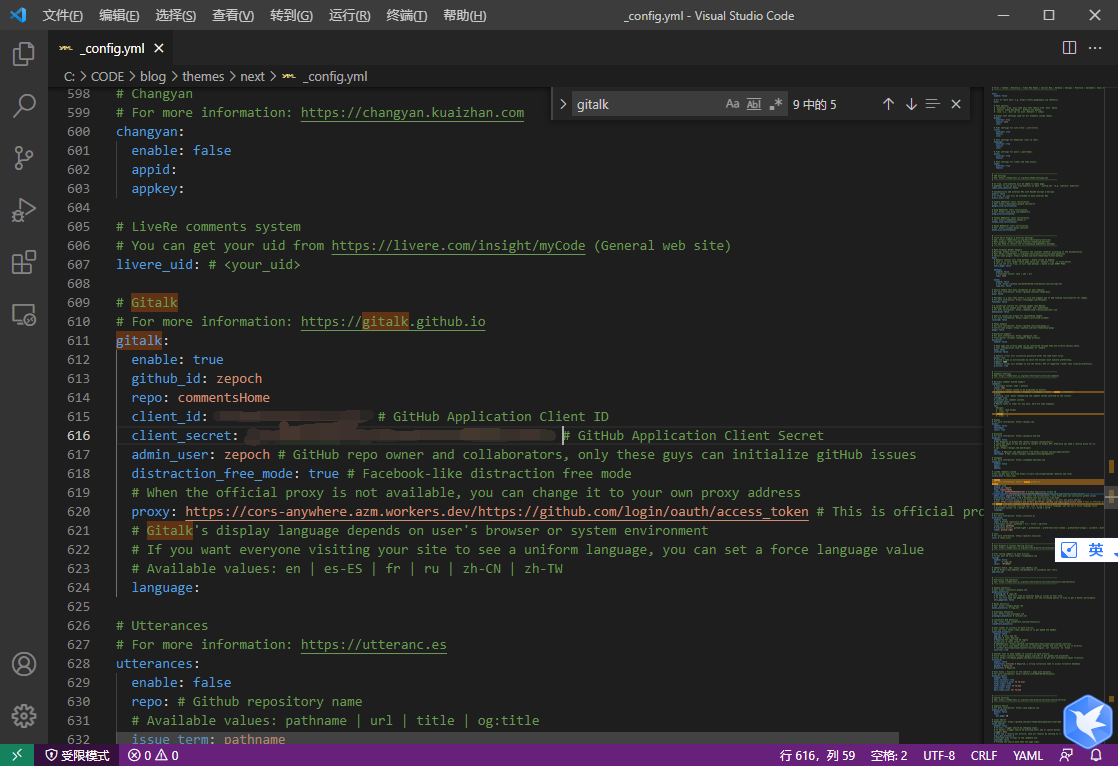 文件(F) 编辑(E) 选择(S) 查看(V) 转到(G) 运行(R) 终端(T) 帮助(H) _config.yml - Visual Studio Code
_config.yml
C: > CODE > blog > themes > next > _config.yml
gitalk Aa Abl .* 9 中的 5
598 # Changyan
599 # For more information: https://changyan.kuaizhan.com
600 changyan:
601 enable: false
602 appid:
603 appkey:
604
605 # LiveRe comments system
606 # You can get your uid from https://livere.com/insight/myCode (General web site)
607 livere_uid: # <your_uid>
608
609 # Gitalk
610 # For more information: https://gitalk.github.io
611 gitalk:
612 enable: true
613 github_id: zepoch
614 repo: commentsHome
615 client_id: # GitHub Application Client ID
616 client_secret: # GitHub Application Client Secret
617 admin_user: zepoch # GitHub repo owner and collaborators, only these guys can initialize gitHub issues
618 distraction_free_mode: true # Facebook-like distraction free mode
619 # When the official proxy is not available, you can change it to your own proxy address
620 proxy: https://cors-anywhere.azm.workers.dev/https://github.com/login/oauth/access_token # This is official prc
621 # Gitalk's display language depends on user's browser or system environment
622 # If you want everyone visiting your site to see a uniform language, you can set a force language value
623 # Available values: en | es-ES | fr | ru | zh-CN | zh-TW
624 language:
625
626 # Utterances
627 # For more information: https://utteranc.es
628 utterances:
629 enable: false
630 repo: # Github repository name
631 # Available values: pathname | url | title | og:title
632 issue_term: pathname
英
受限模式 0 0 行 616，列 59 空格: 2 UTF-8 CRLF YAML